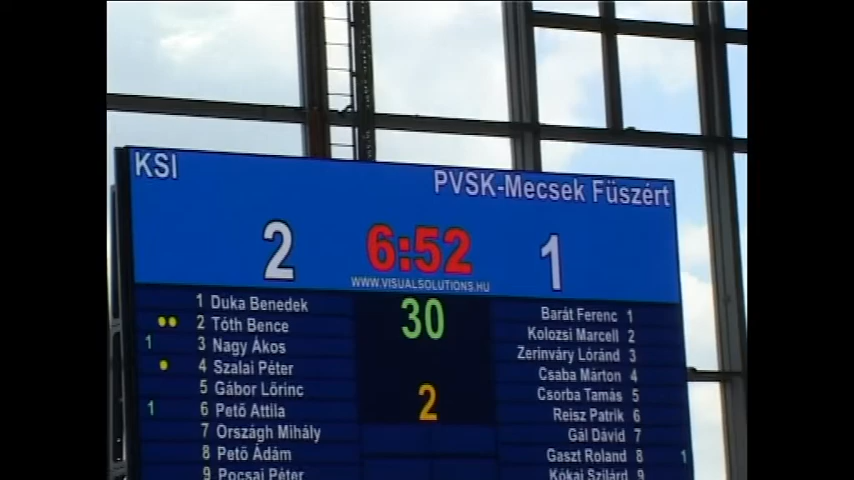 KSI
PVSK-Mecsek Füszért
2 6:52 1
WWW.VISUALSOLUTIONS.HU
30
2
1 Duka Benedek
2 Tóth Bence
1 3 Nagy Ákos
4 Szalai Péter
5 Gábor Lőrinc
1 6 Pető Attila
7 Országh Mihály
8 Pető Ádám
9 Pocsai Péter
Barát Ferenc 1
Kolozsi Marcell 2
Zerinváry Lóránd 3
Csaba Márton 4
Csorba Tamás 5
Reisz Patrik 6
Gál Dávid 7
Gaszt Roland 8 1
Kókai Szilárd 9